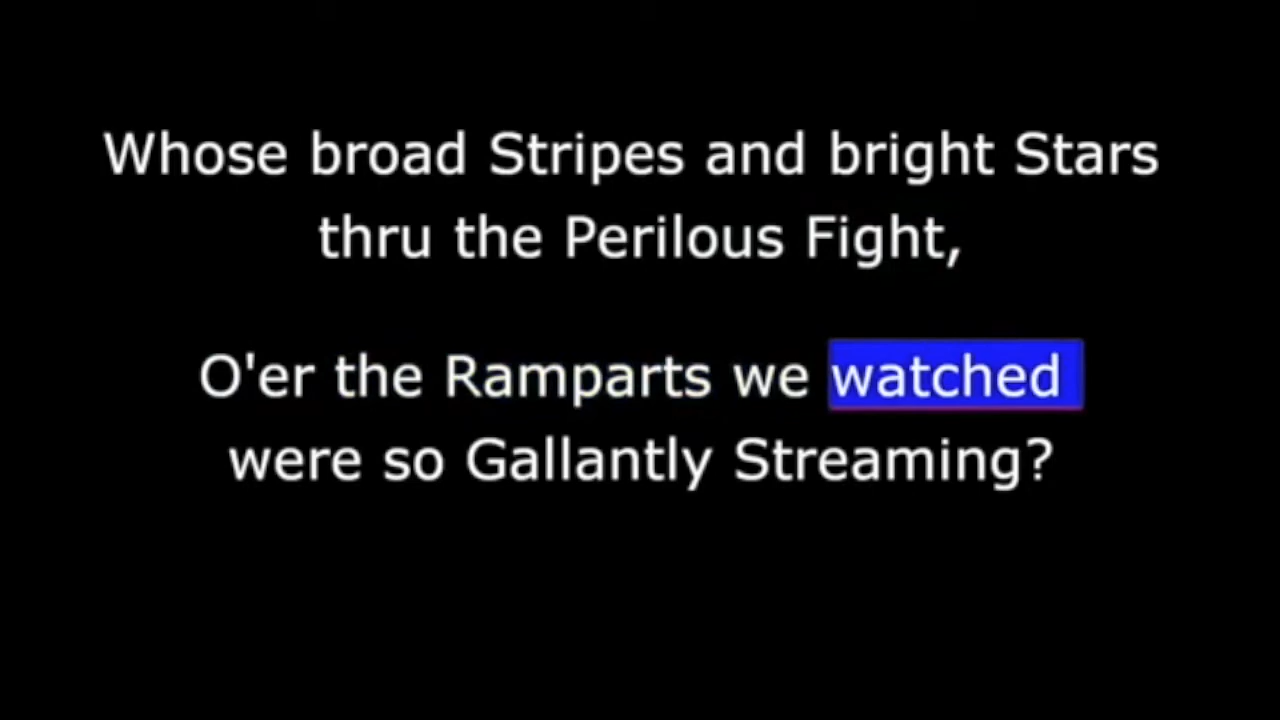 Whose broad Stripes and bright Stars
thru the Perilous Fight,
O'er the Ramparts we watched
were so Gallantly Streaming?